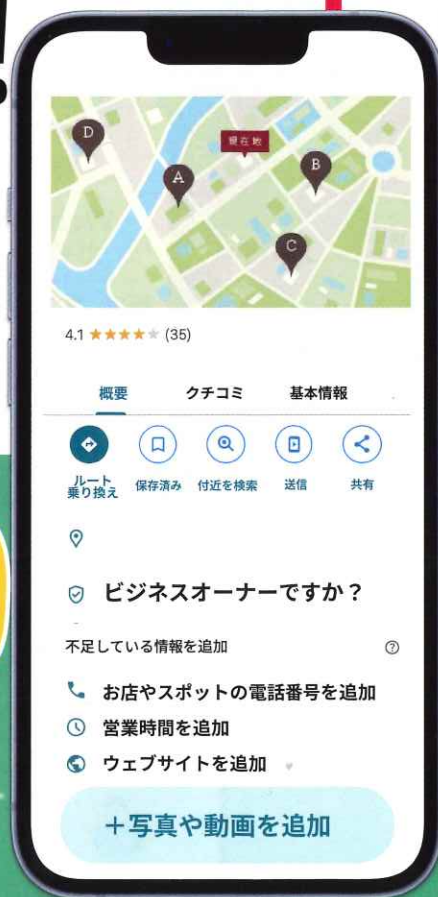 D
現在地
A
B
C
4.1 ★★★★★ (35)
概要 クチコミ 基本情報
ルート
乗り換え 保存済み 付近を検索 送信 共有
ビジネスオーナーですか？
不足している情報を追加
お店やスポットの電話番号を追加
営業時間を追加
ウェブサイトを追加
＋写真や動画を追加